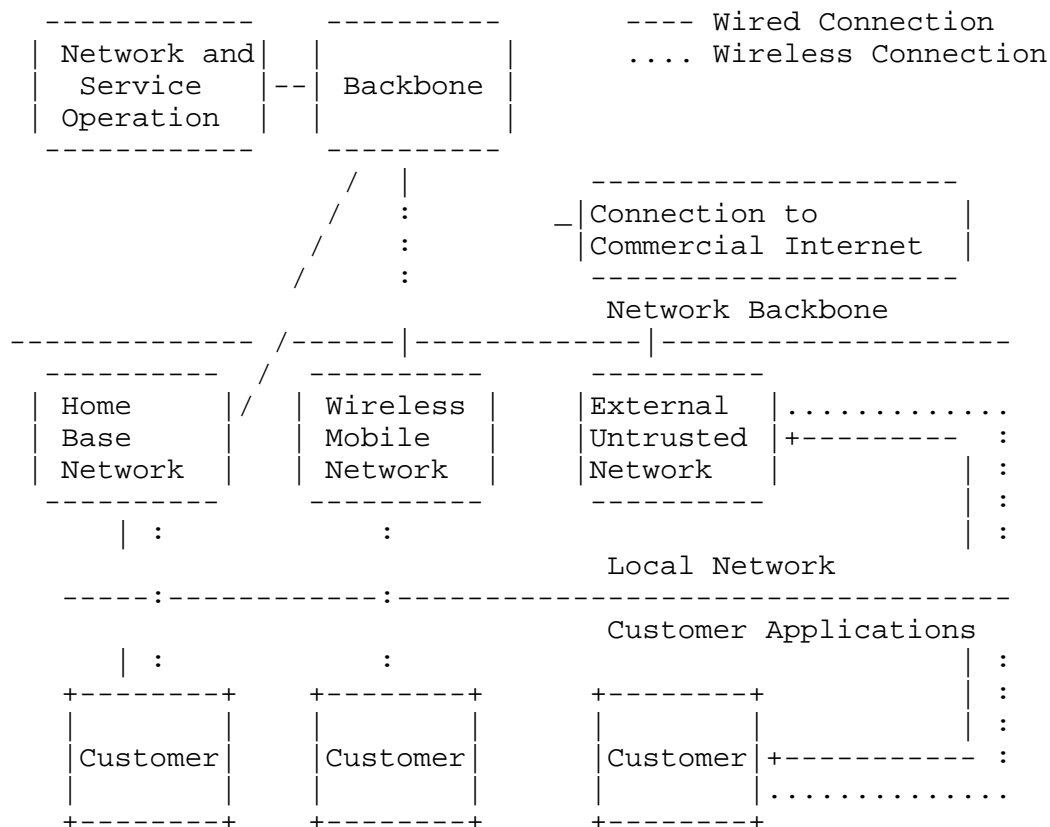 ---- Wired Connection
Network and
.... Wireless Connection
Service
Backbone
Operation
Connection to
Commercial Internet
Network Backbone
Home
Wireless
External
Base
Mobile
Untrusted
Network
Network
Network
Local Network
Customer Applications
Customer
Customer
Customer